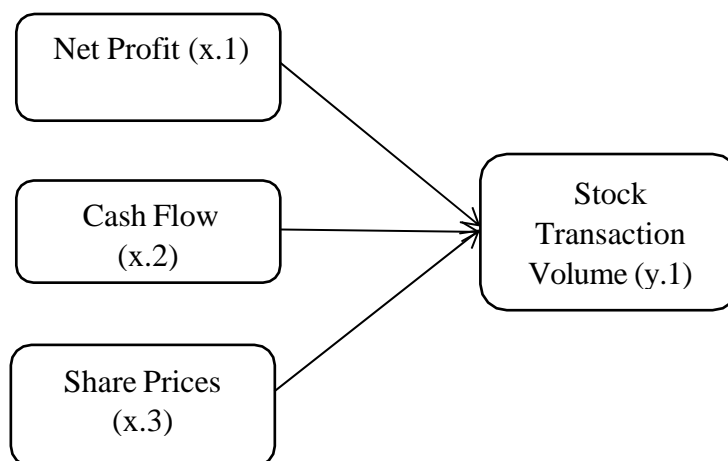 Net Profit (x.1)
Cash Flow
(x.2)
Share Prices
(x.3)
Stock
Transaction
Volume (y.1)